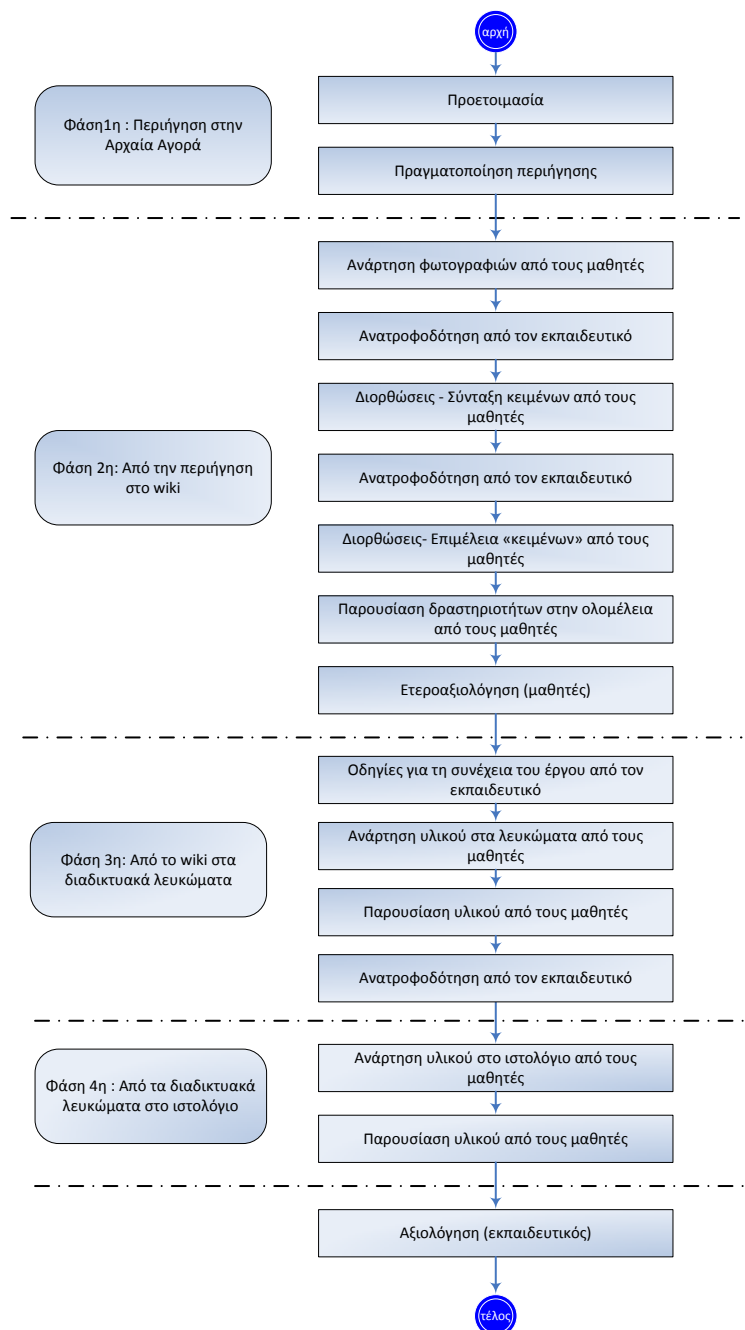 αρχή
Φάση1η : Περιήγηση στην
Αρχαία Αγορά
Προετοιμασία
Πραγματοποίηση περιήγησης
Φάση 2η: Από την περιήγηση
στο wiki
Ανάρτηση φωτογραφιών από τους μαθητές
Ανατροφοδότηση από τον εκπαιδευτικό
Διορθώσεις - Σύνταξη κειμένων από τους
μαθητές
Ανατροφοδότηση από τον εκπαιδευτικό
Διορθώσεις- Επιμέλεια «κειμένων» από τους
μαθητές
Παρουσίαση δραστηριοτήτων στην ολομέλεια
από τους μαθητές
Ετεροαξιολόγηση (μαθητές)
Φάση 3η: Από το wiki στα
διαδικτυακά λευκώματα
Οδηγίες για τη συνέχεια του έργου από τον
εκπαιδευτικό
Ανάρτηση υλικού στα λευκώματα από τους
μαθητές
Παρουσίαση υλικού από τους μαθητές
Ανατροφοδότηση από τον εκπαιδευτικό
Φάση 4η : Από τα διαδικτυακά
λευκώματα στο ιστολόγιο
Ανάρτηση υλικού στο ιστολόγιο από τους
μαθητές
Παρουσίαση υλικού από τους μαθητές
Αξιολόγηση (εκπαιδευτικός)
τέλος